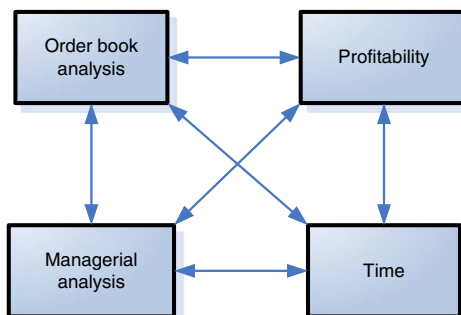 Order book
analysis
Profitability
Managerial
analysis
Time